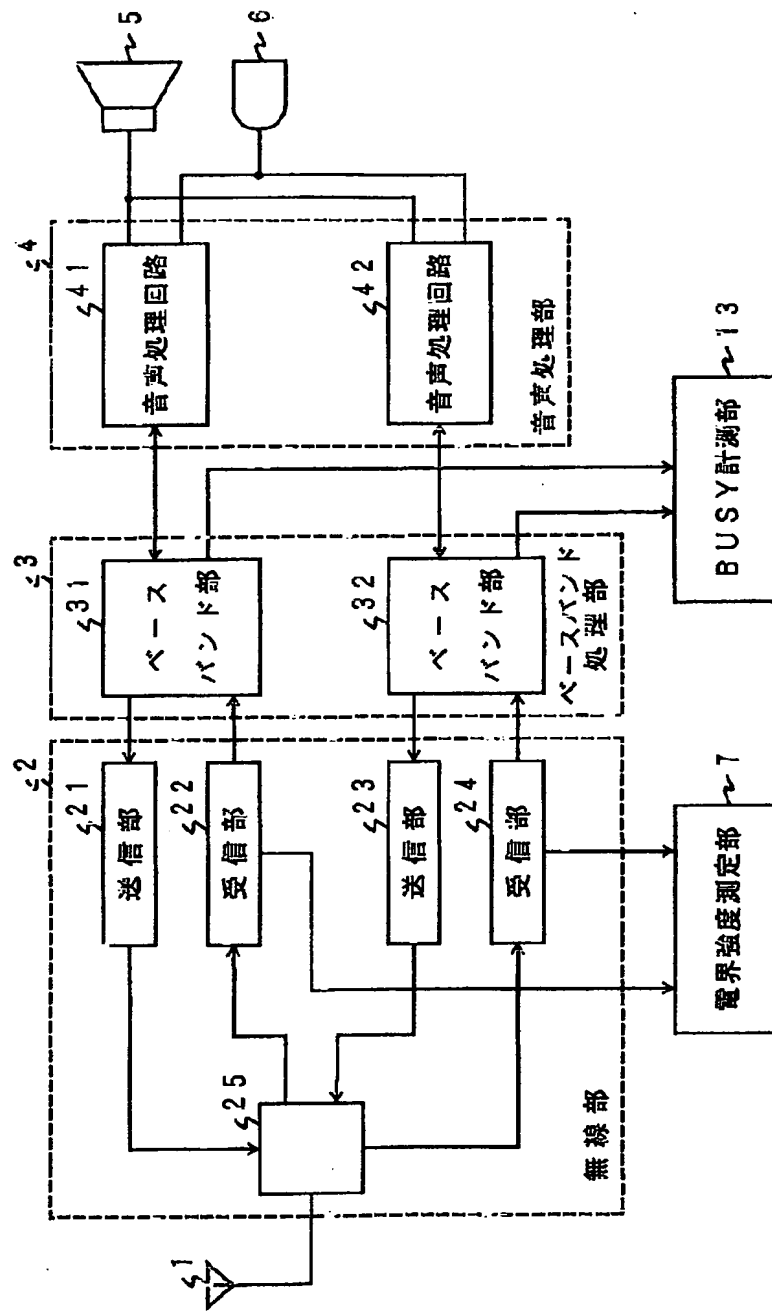 1
2
21
送信部
22
受信部
23
送信部
24
受信部
25
無線部
3
31
ベース
バンド部
32
ベース
バンド部
ベースバンド
処理部
4
41
音声処理回路
42
音声処理回路
音声処理部
5
6
電界強度測定部
7
BUSY計測部
13